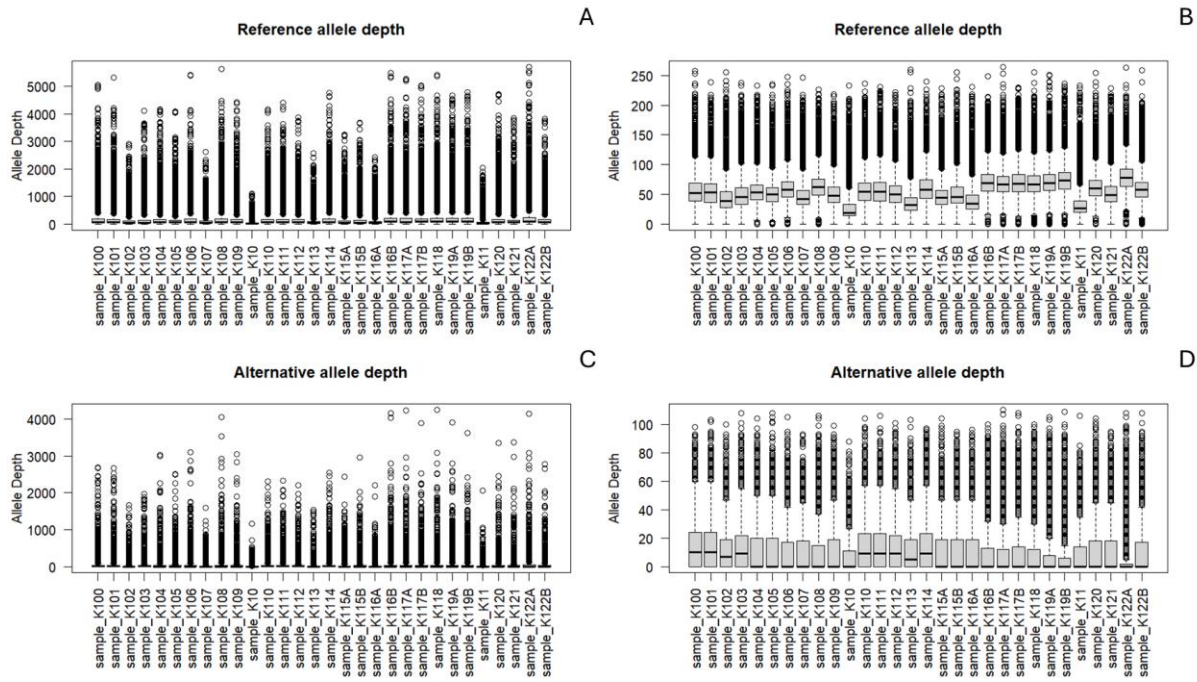 A
Reference allele depth
Allele Depth
5000
4000
3000
2000
1000
0
sample_K100
sample_K101
sample_K102
sample_K103
sample_K104
sample_K105
sample_K106
sample_K107
sample_K108
sample_K109
sample_K10
sample_K110
sample_K111
sample_K112
sample_K113
sample_K114
sample_K115A
sample_K115B
sample_K116A
sample_K116B
sample_K117A
sample_K117B
sample_K118
sample_K119A
sample_K119B
sample_K11
sample_K120
sample_K121
sample_K122A
sample_K122B
B
Reference allele depth
Allele Depth
250
200
150
100
50
0
sample_K100
sample_K101
sample_K102
sample_K103
sample_K104
sample_K105
sample_K106
sample_K107
sample_K108
sample_K109
sample_K10
sample_K110
sample_K111
sample_K112
sample_K113
sample_K114
sample_K115A
sample_K115B
sample_K116A
sample_K116B
sample_K117A
sample_K117B
sample_K118
sample_K119A
sample_K119B
sample_K11
sample_K120
sample_K121
sample_K122A
sample_K122B
C
Alternative allele depth
Allele Depth
4000
3000
2000
1000
0
sample_K100
sample_K101
sample_K102
sample_K103
sample_K104
sample_K105
sample_K106
sample_K107
sample_K108
sample_K109
sample_K10
sample_K110
sample_K111
sample_K112
sample_K113
sample_K114
sample_K115A
sample_K115B
sample_K116A
sample_K116B
sample_K117A
sample_K117B
sample_K118
sample_K119A
sample_K119B
sample_K11
sample_K120
sample_K121
sample_K122A
sample_K122B
D
Alternative allele depth
Allele Depth
100
80
60
40
20
0
sample_K100
sample_K101
sample_K102
sample_K103
sample_K104
sample_K105
sample_K106
sample_K107
sample_K108
sample_K109
sample_K10
sample_K110
sample_K111
sample_K112
sample_K113
sample_K114
sample_K115A
sample_K115B
sample_K116A
sample_K116B
sample_K117A
sample_K117B
sample_K118
sample_K119A
sample_K119B
sample_K11
sample_K120
sample_K121
sample_K122A
sample_K122B